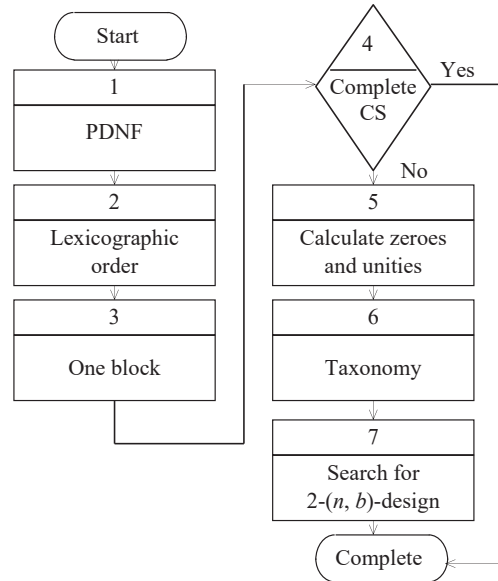 Start
1
PDNF
2
Lexicographic
order
3
One block
4
Complete
CS
Yes
No
5
Calculate zeroes
and unities
6
Taxonomy
7
Search for
2-(n, b)-design
Complete